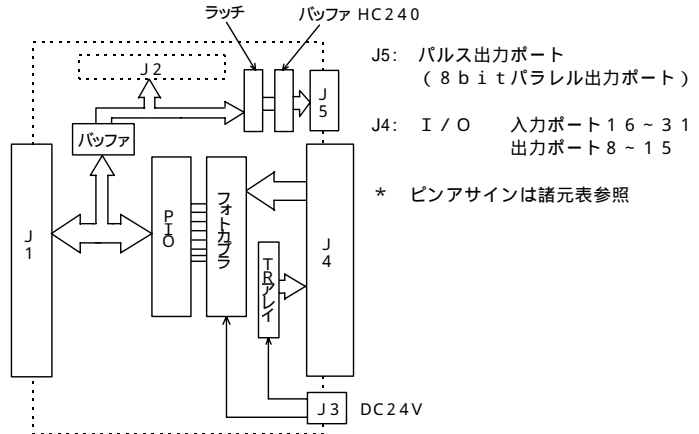 ラッチ
バッファ HC240
J2
J5
バッファ
J1
PIO
フォトカプラ
TRアレイ
J4
J3
DC24V
J5: パルス出力ポート
(8bitパラレル出力ポート)
J4: I/O 入力ポート16~31
出力ポート8~15
* ピンアサインは諸元表参照